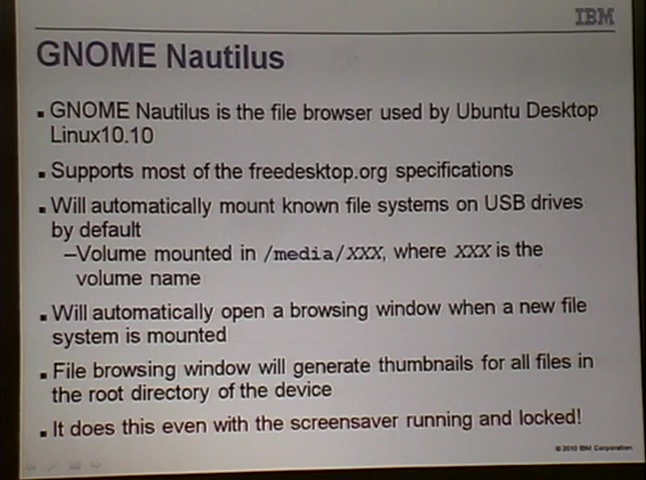 IBM
GNOME Nautilus
▪ GNOME Nautilus is the file browser used by Ubuntu Desktop
Linux10.10
▪ Supports most of the freedesktop.org specifications
▪ Will automatically mount known file systems on USB drives
by default
–Volume mounted in /media/XXX, where XXX is the
volume name
▪ Will automatically open a browsing window when a new file
system is mounted
▪ File browsing window will generate thumbnails for all files in
the root directory of the device
▪ It does this even with the screensaver running and locked!
© 2010 IBM Corporation